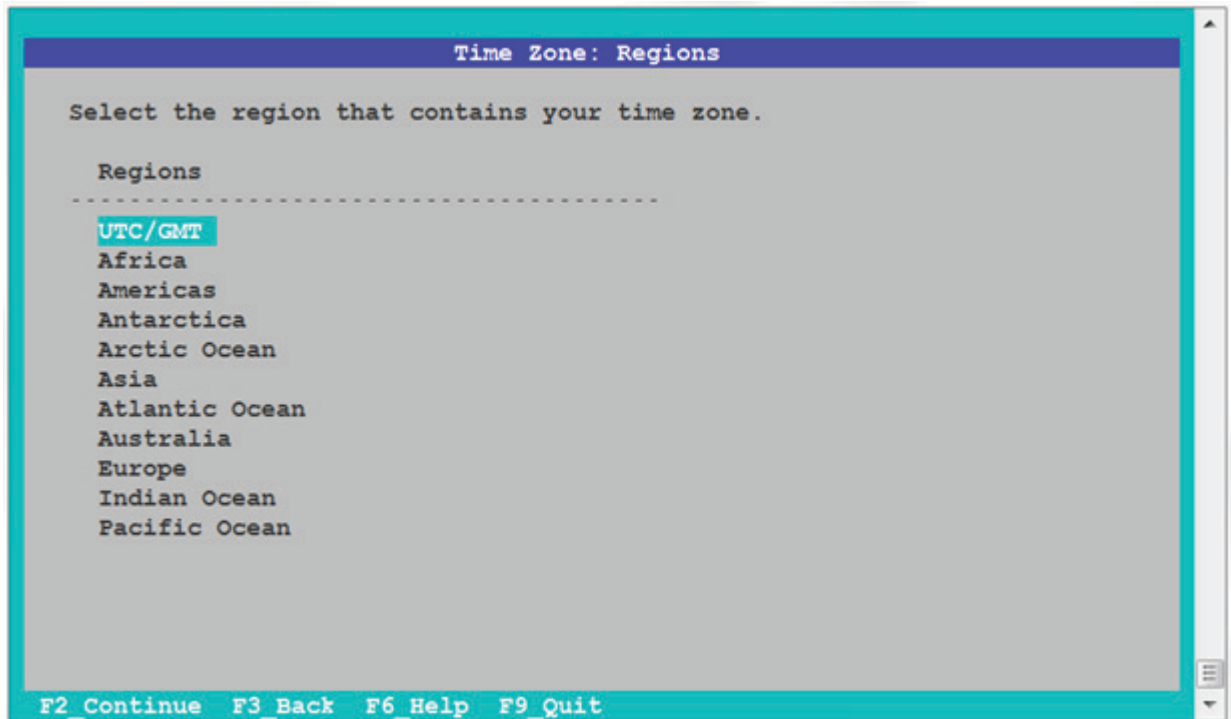 Time Zone: Regions
Select the region that contains your time zone.
Regions
----------------------------------------
UTC/GMT
Africa
Americas
Antarctica
Arctic Ocean
Asia
Atlantic Ocean
Australia
Europe
Indian Ocean
Pacific Ocean
F2_Continue F3_Back F6_Help F9_Quit